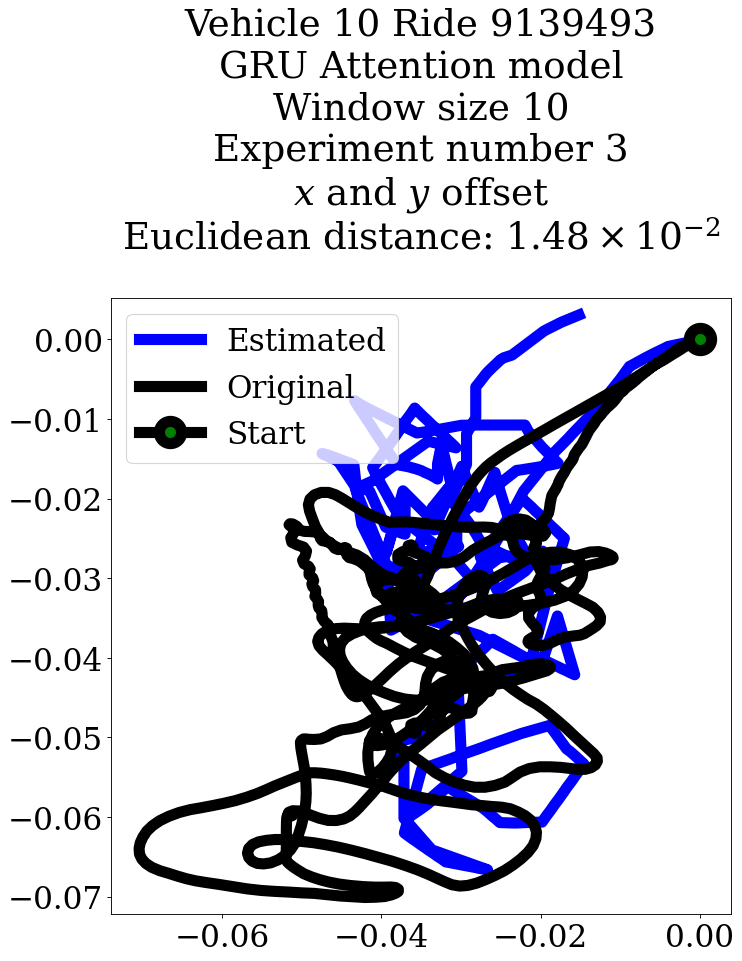 Vehicle 10 Ride 9139493
GRU Attention model
Window size 10
Experiment number 3
x and y offset
Euclidean distance: 1.48 × 10⁻²
Estimated
Original
Start
0.00
−0.01
−0.02
−0.03
−0.04
−0.05
−0.06
−0.07
−0.06 −0.04 −0.02 0.00